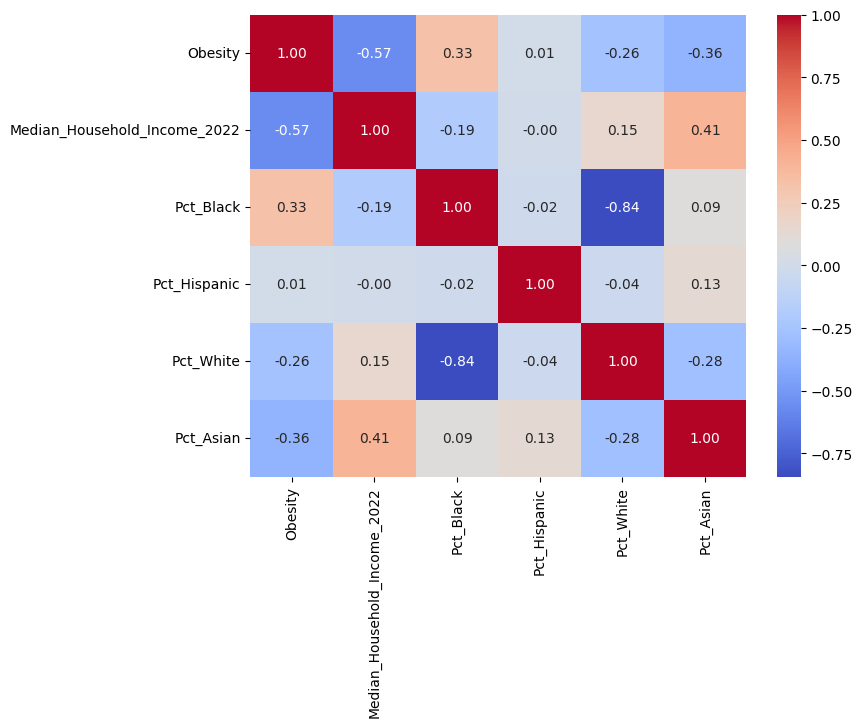 Obesity 1.00 -0.57 0.33 0.01 -0.26 -0.36
Median_Household_Income_2022 -0.57 1.00 -0.19 -0.00 0.15 0.41
Pct_Black 0.33 -0.19 1.00 -0.02 -0.84 0.09
Pct_Hispanic 0.01 -0.00 -0.02 1.00 -0.04 0.13
Pct_White -0.26 0.15 -0.84 -0.04 1.00 -0.28
Pct_Asian -0.36 0.41 0.09 0.13 -0.28 1.00
Obesity
Median_Household_Income_2022
Pct_Black
Pct_Hispanic
Pct_White
Pct_Asian
1.00
0.75
0.50
0.25
0.00
−0.25
−0.50
−0.75